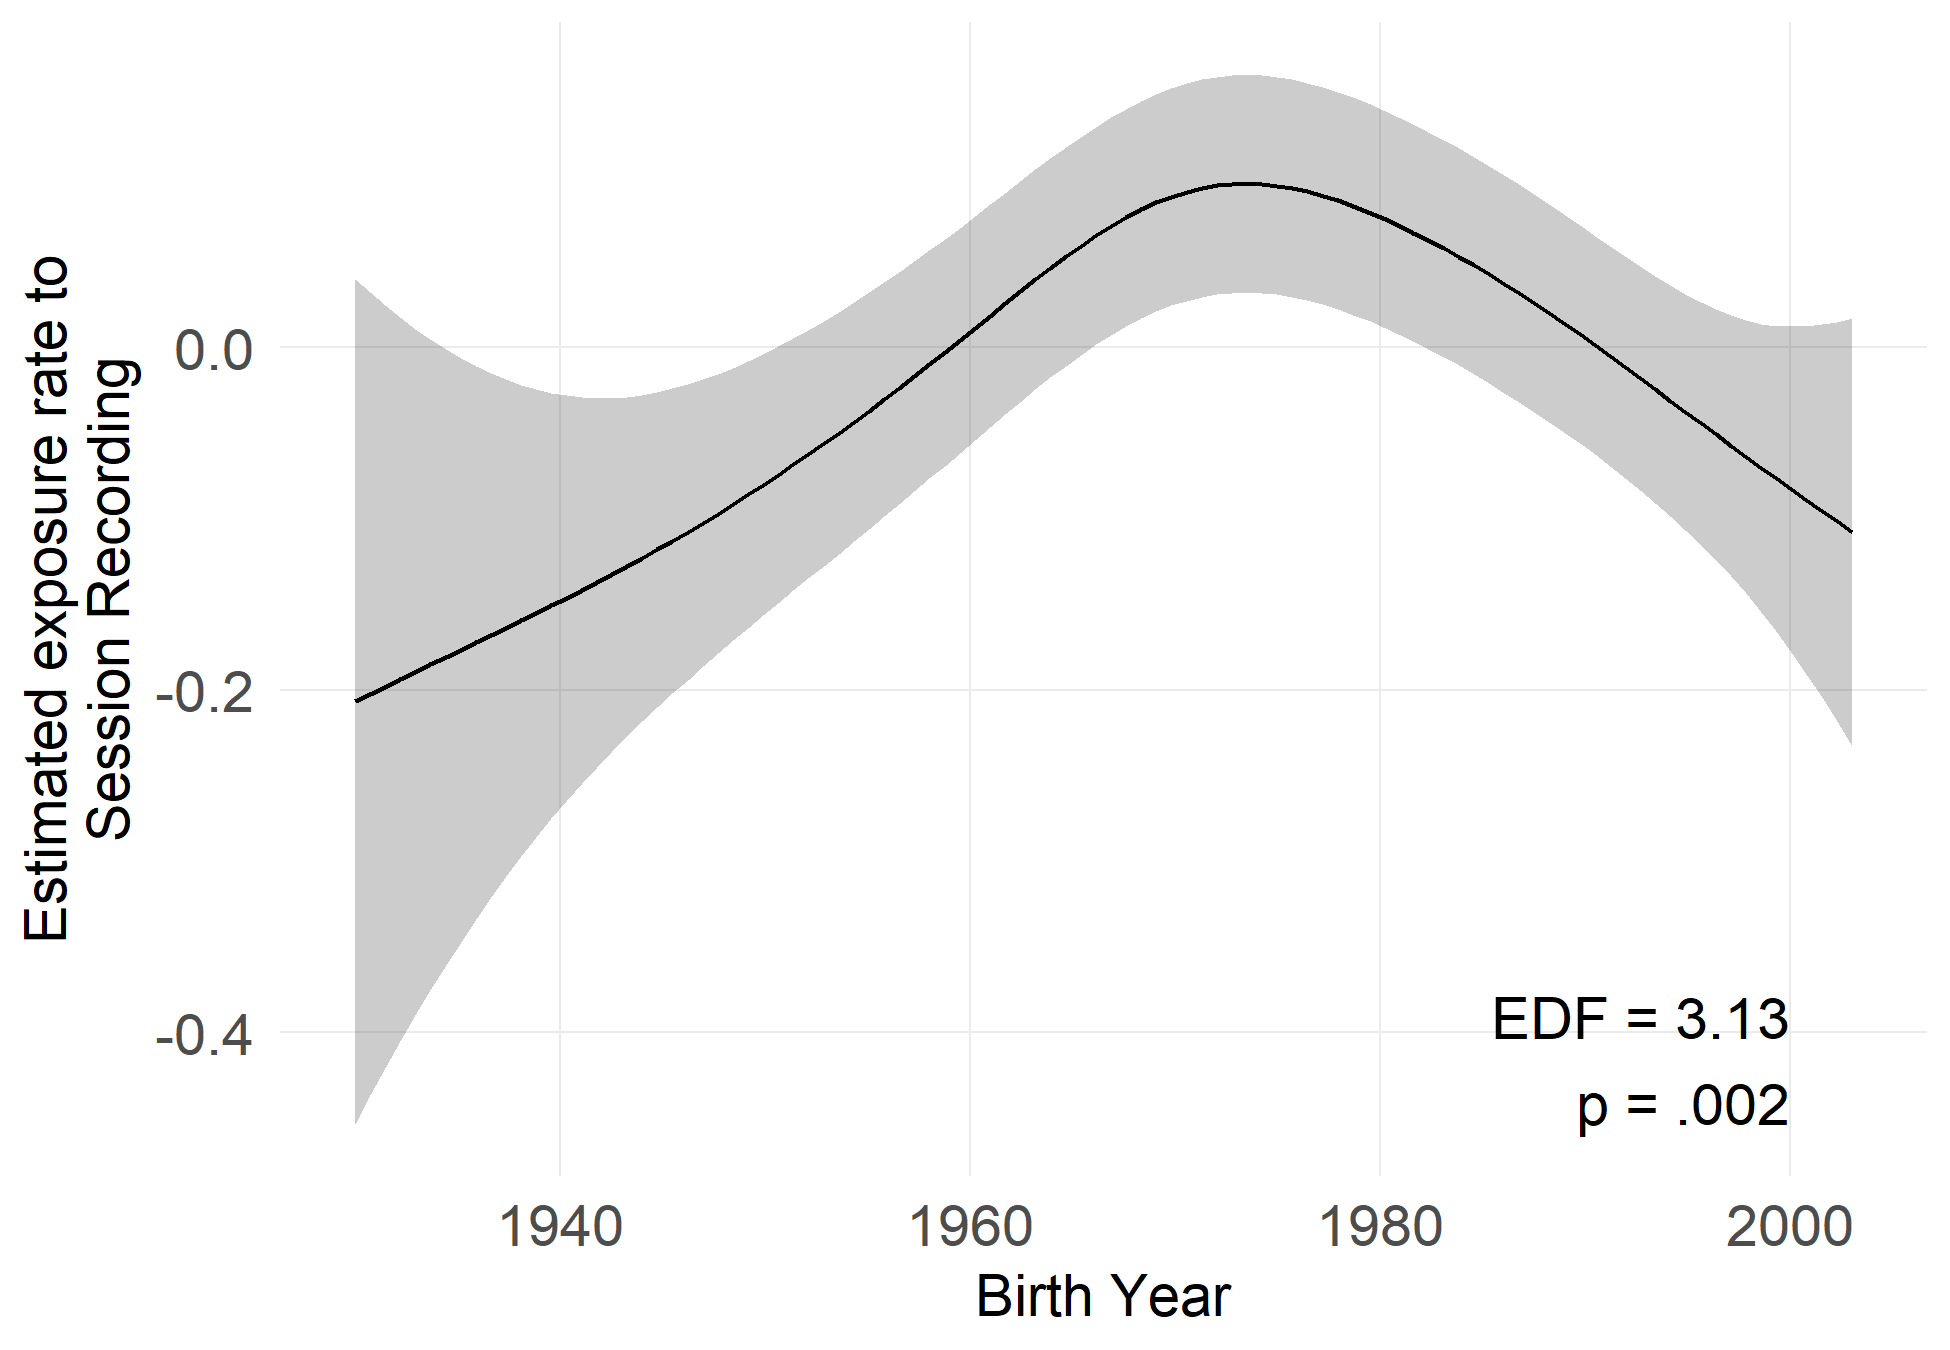 Estimated exposure rate to
Session Recording
0.0
-0.2
-0.4
EDF = 3.13
p = .002
1940 1960 1980 2000
Birth Year